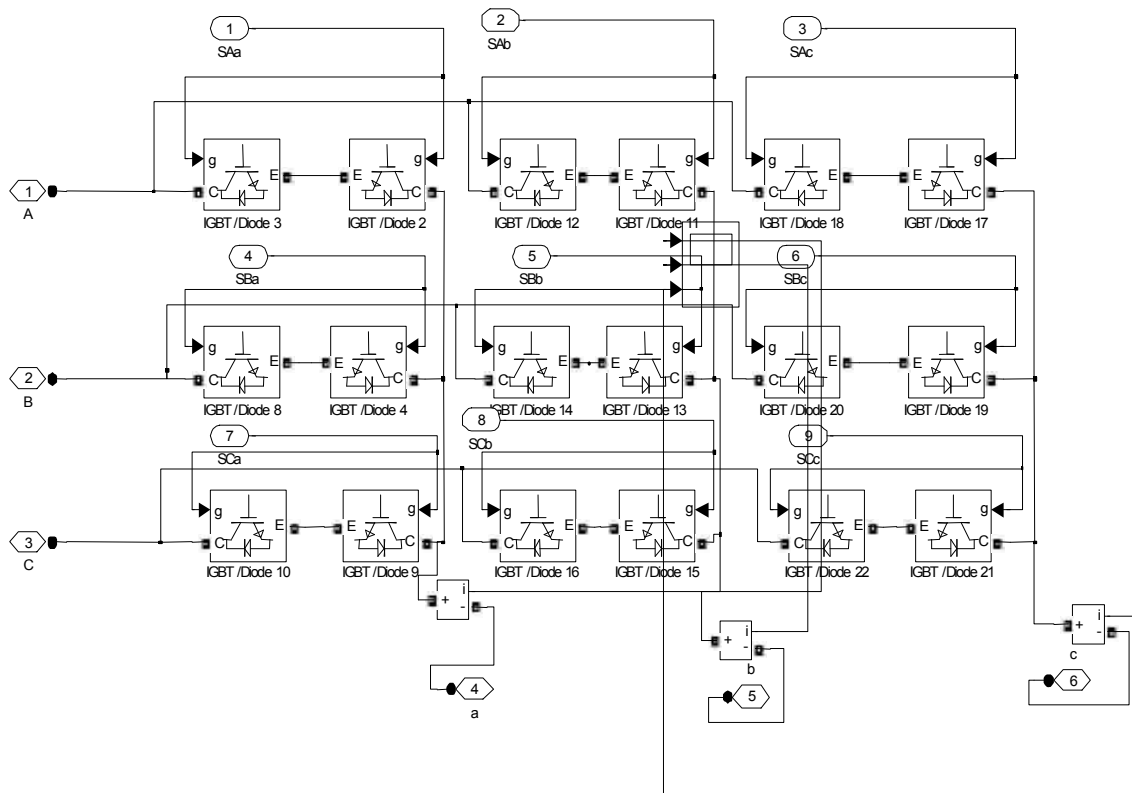 1 2 3
SAa SAb SAc
g g g g g g
C E E C C E E C C E E C
1
A
IGBT /Diode 3 IGBT /Diode 2 IGBT /Diode 12 IGBT /Diode 11 IGBT /Diode 18 IGBT /Diode 17
4 5 6
SBa SBb SBc
g g g g g g
C E E C C E E C C E E C
2
B
IGBT /Diode 8 IGBT /Diode 4 IGBT /Diode 14 IGBT /Diode 13 IGBT /Diode 20 IGBT /Diode 19
7 8 9
SCa SCb SCc
g g g g g g
C E E C C E E C C E E C
3
C
IGBT /Diode 10 IGBT /Diode 9 IGBT /Diode 16 IGBT /Diode 15 IGBT /Diode 22 IGBT /Diode 21
+ i -
+ i -
b
+ i -
c
4
a
5
6